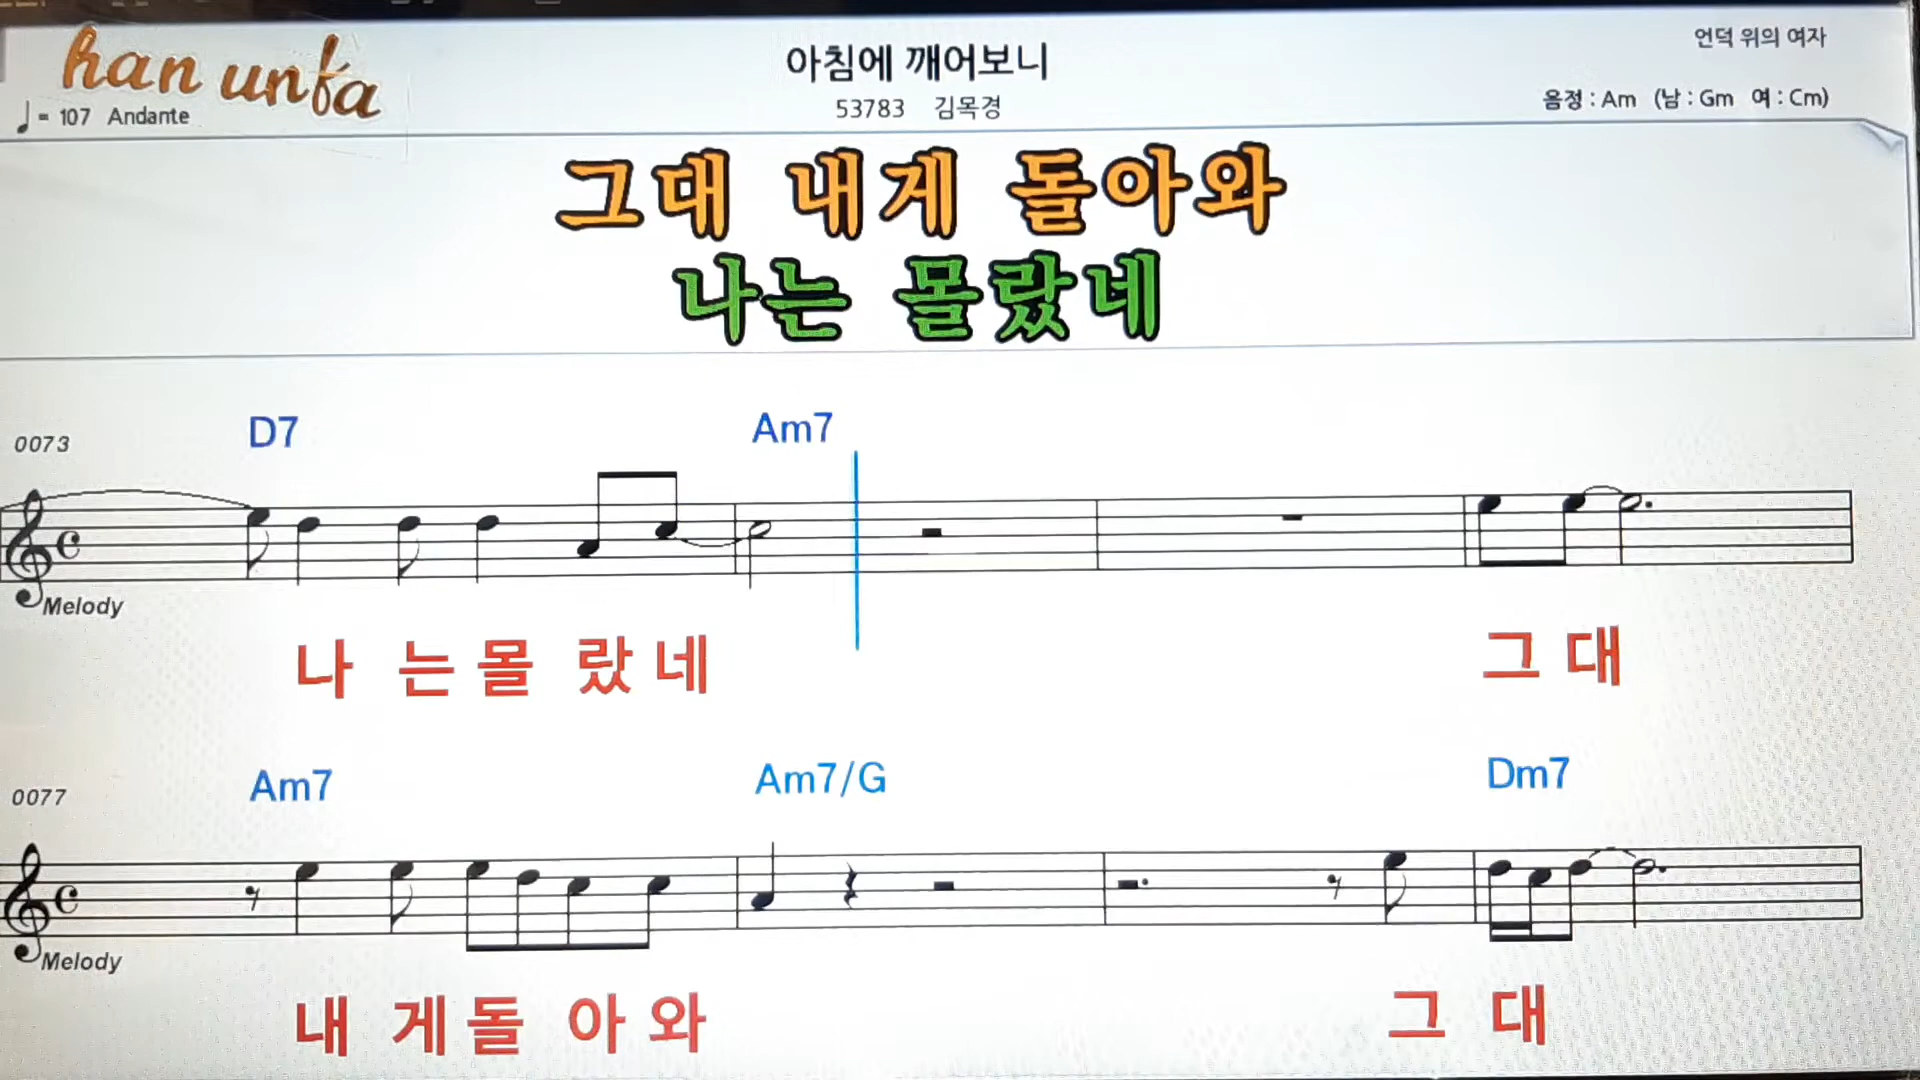 han unfa
아침에 깨어보니
언덕 위의 여자
♩= 107 Andante
53783 김목경
음정 : Am (남 : Gm 여 : Cm)
그대 내게 돌아와
나는 몰랐네
0073 D7 Am7
Melody
나 는 몰 랐 네 그 대
0077 Am7 Am7/G Dm7
Melody
내 게 돌 아 와 그 대